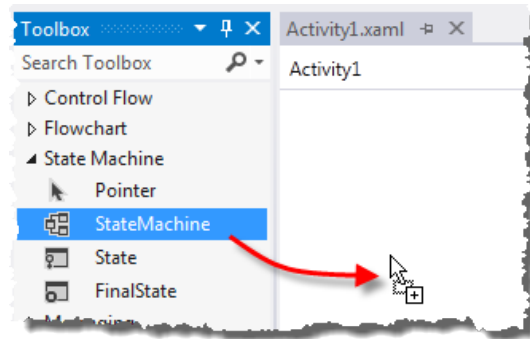 Toolbox
Activity1.xaml
Search Toolbox
Activity1
Control Flow
Flowchart
State Machine
Pointer
StateMachine
State
FinalState